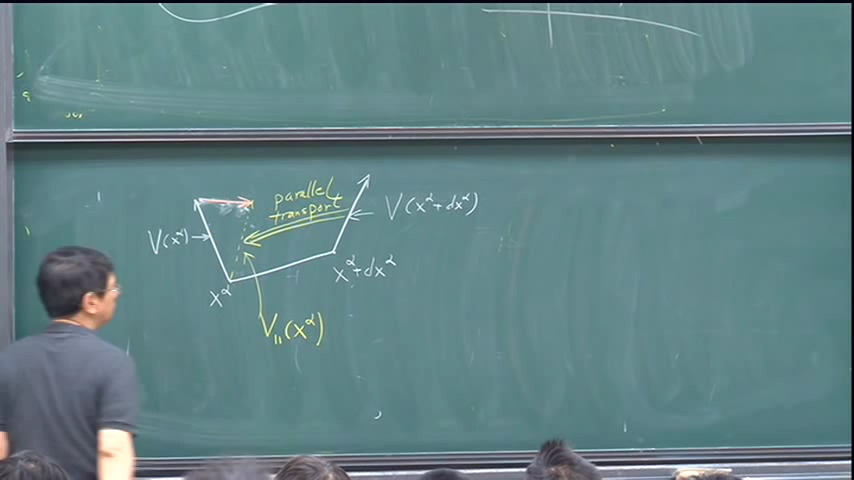 parallel
transport
V(x^α+dx^α)
V(x^α)
x^α+dx^α
x^α
V_{||}(x^α)